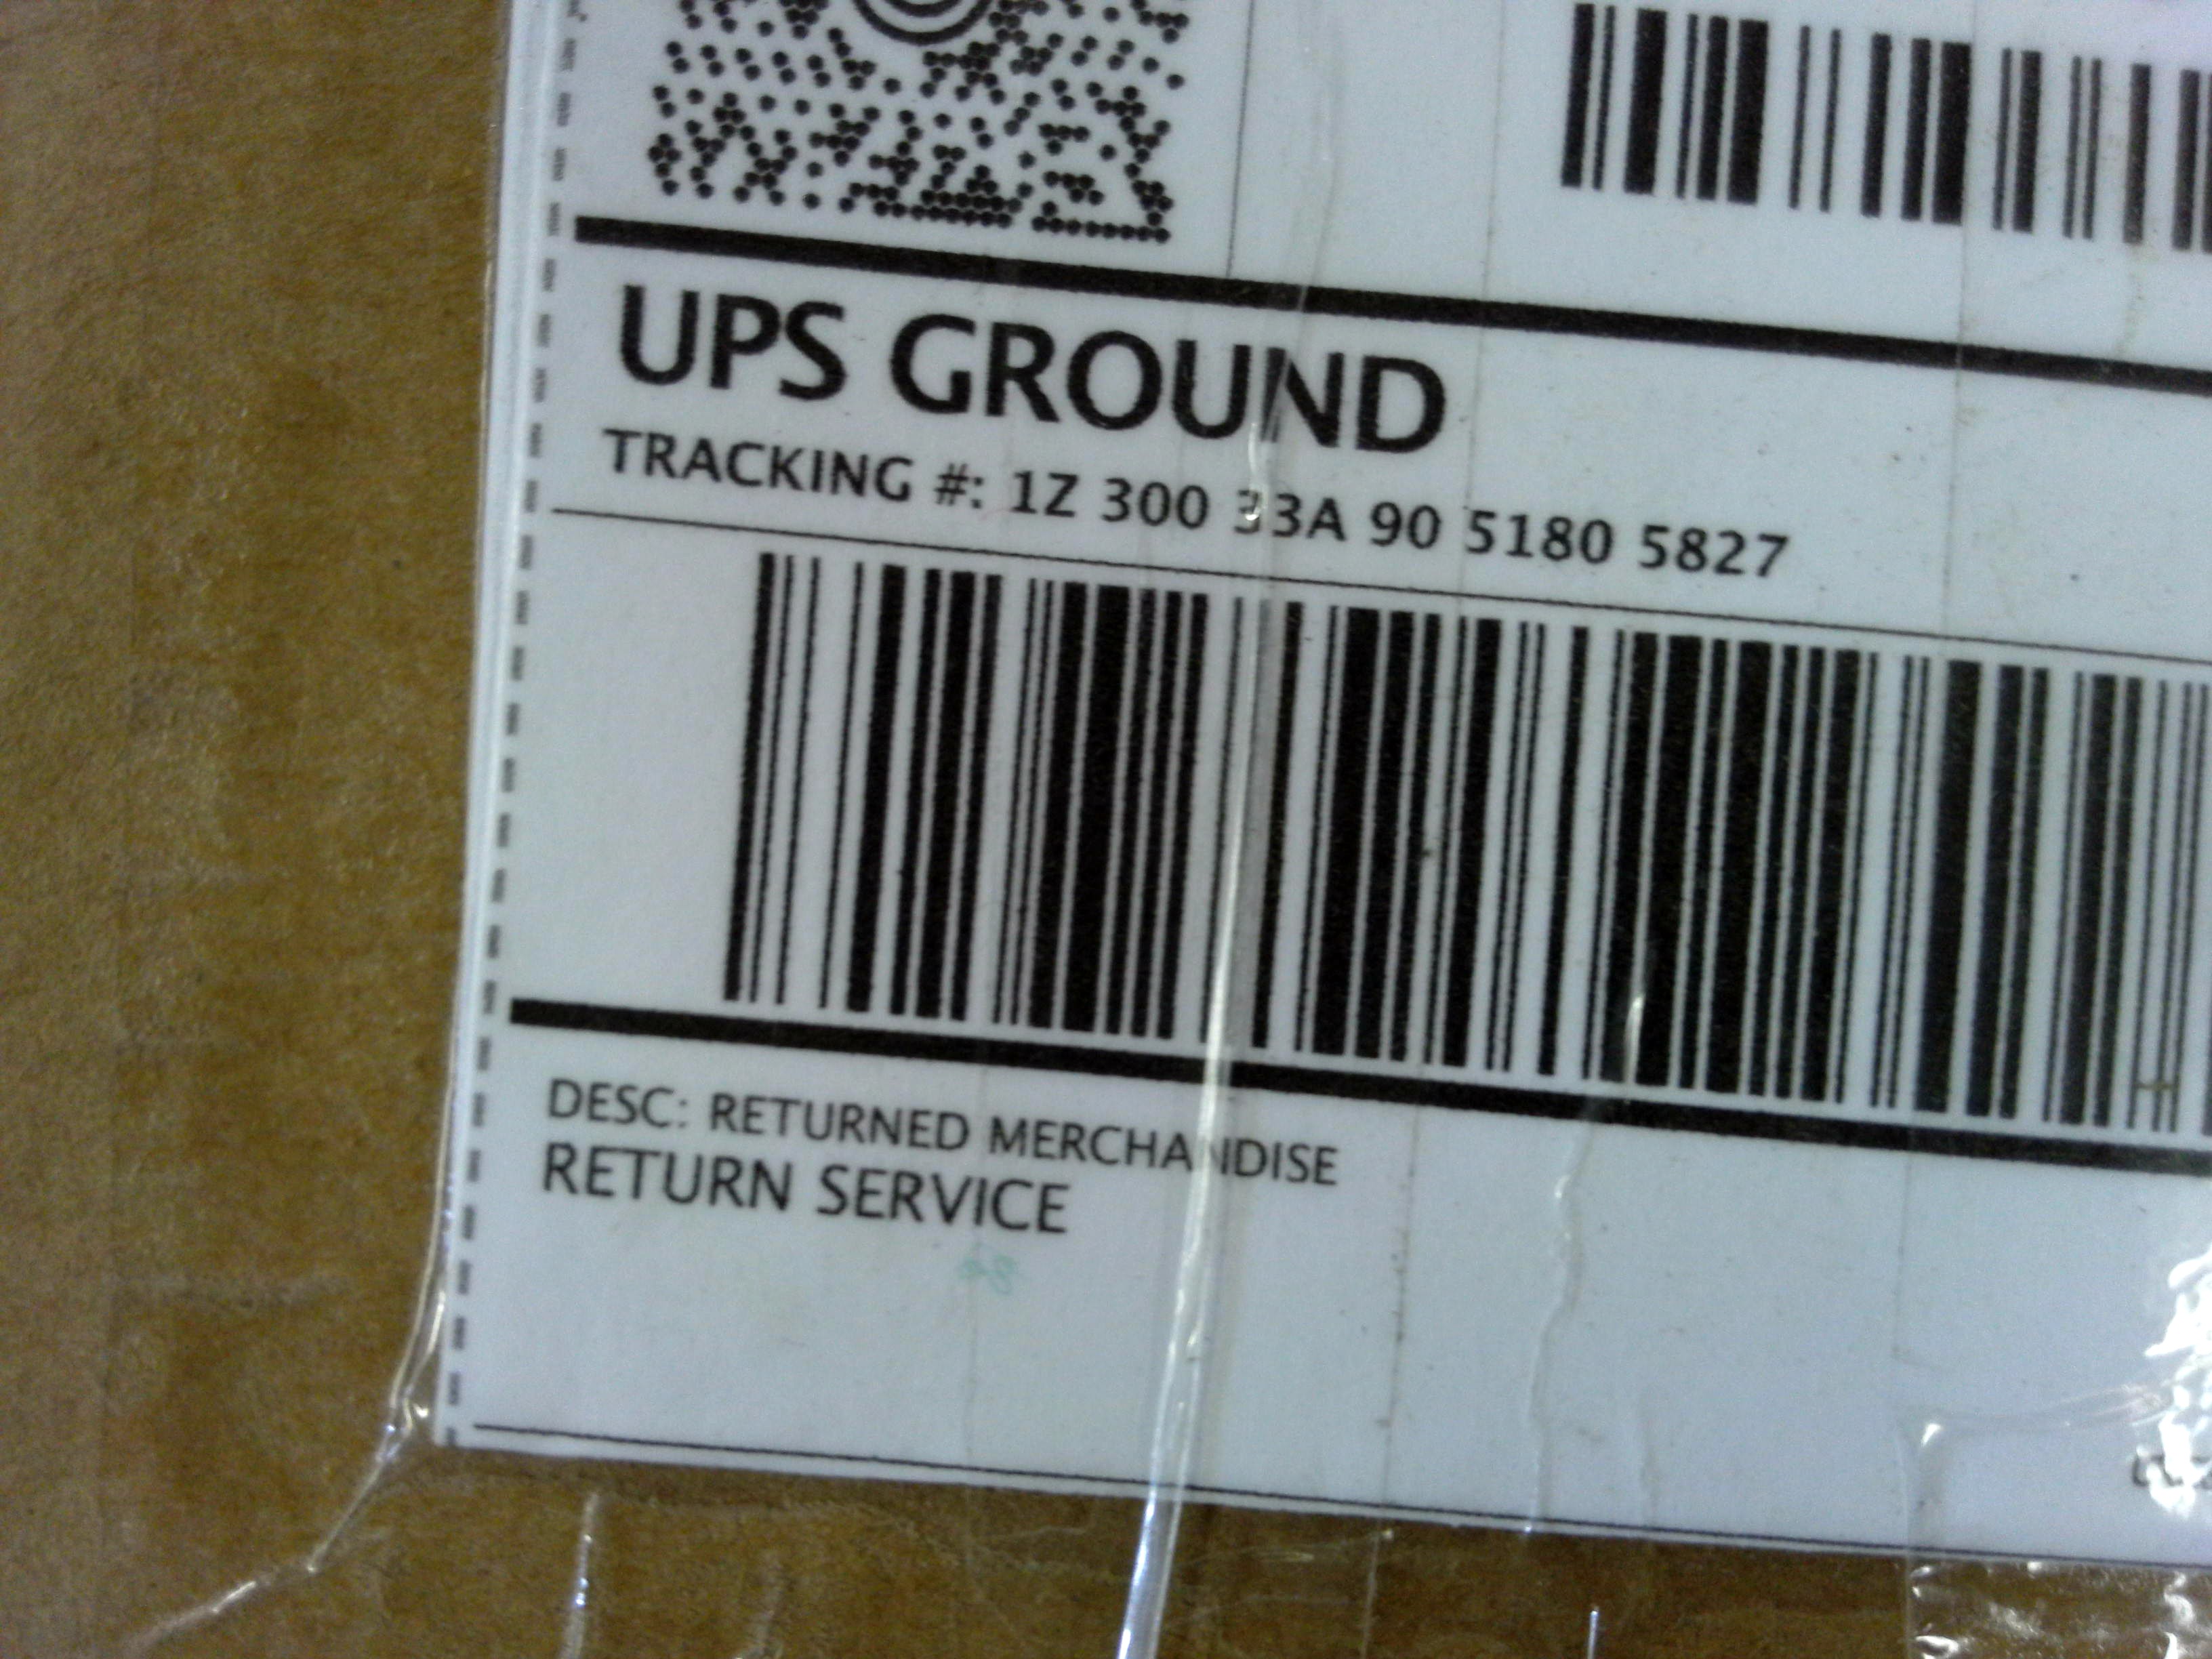 UPS GROUND
TRACKING #: 1Z 300 33A 90 5180 5827
DESC: RETURNED MERCHANDISE
RETURN SERVICE